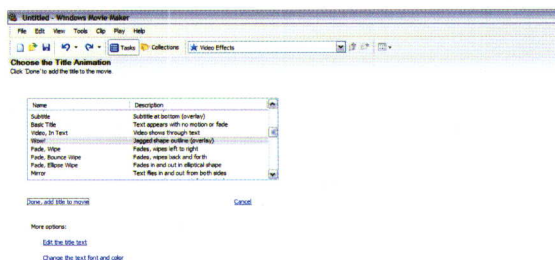 Untitled - Windows Movie Maker
File Edit View Tools Clip Play Help
Tasks Collections Video Effects
Choose the Title Animation
Click 'Done' to add the title to the movie.
Name Description
Subtitle Subtitle at bottom (overlay)
Basic Title Text appears with no motion or fade
Video, In Text Video shows through text
Wow! Jagged shape outline (overlay)
Fade, Wipe Fades, wipes left to right
Fade, Bounce Wipe Fades, wipes back and forth
Fade, Ellipse Wipe Fades in and out in elliptical shape
Mirror Text flies in and out from both sides
Done, add title to movie Cancel
More options:
Edit the title text
Change the text font and color